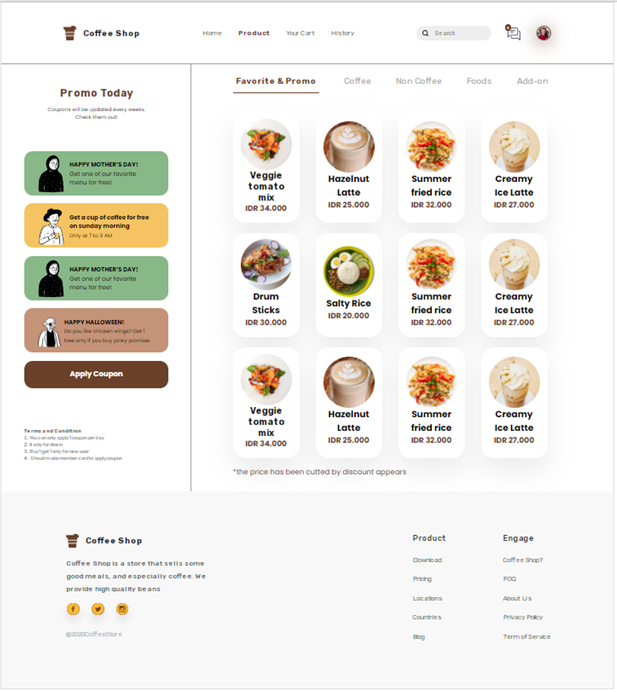 Coffee Shop
Home Product Your Cart History
Search
Promo Today
Coupons will be updated every weeks.
Check them out!
HAPPY MOTHER'S DAY!
Get one of our favorite
menu for free!
Get a cup of coffee for free
on sunday morning
Only at 7 to 9 AM
HAPPY MOTHER'S DAY!
Get one of our favorite
menu for free!
HAPPY HALLOWEEN!
Do you like chicken wings? Get 1
free only if you buy pinky promise
Apply Coupon
Terms and Condition
1. You can only apply 1 coupon per day
2. It only for dine in
3. Buy 1 get 1 only for new user
4. Should make member card to apply coupon
Favorite & Promo Coffee Non Coffee Foods Add-on
Veggie
tomato
mix
IDR 34.000
Hazelnut
Latte
IDR 25.000
Summer
fried rice
IDR 32.000
Creamy
Ice Latte
IDR 27.000
Drum
Sticks
IDR 30.000
Salty Rice
IDR 20.000
Summer
fried rice
IDR 32.000
Creamy
Ice Latte
IDR 27.000
Veggie
tomato
mix
IDR 34.000
Hazelnut
Latte
IDR 25.000
Summer
fried rice
IDR 32.000
Creamy
Ice Latte
IDR 27.000
*the price has been cutted by discount appears
Coffee Shop
Coffee Shop is a store that sells some
good meals, and especially coffee. We
provide high quality beans
©2020CoffeeStore
Product
Download
Pricing
Locations
Countries
Blog
Engage
Coffee Shop?
FAQ
About Us
Privacy Policy
Term of Service